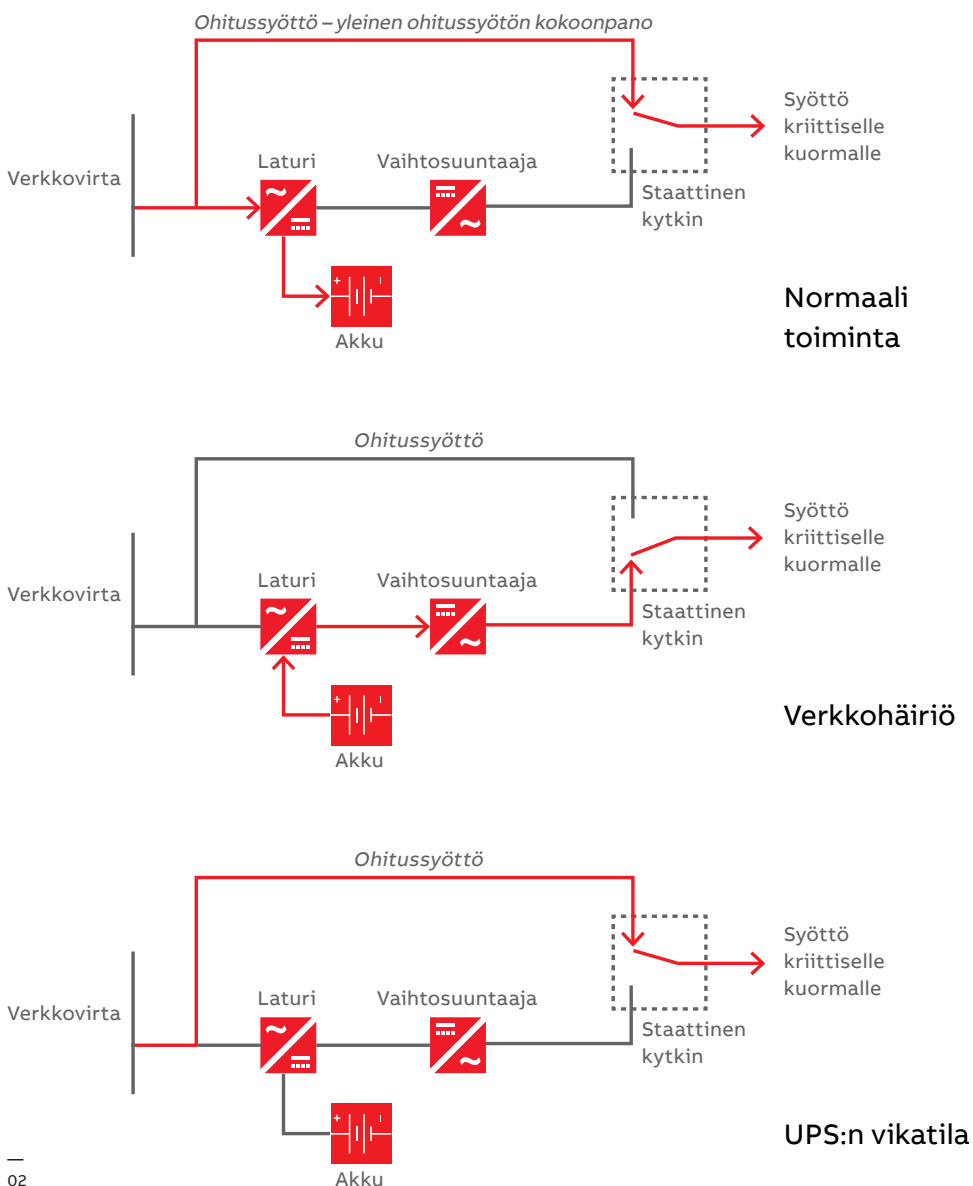 Ohitussyöttö – yleinen ohitussyötön kokoonpano
Syöttö
kriittiselle
kuormalle
Verkkovirta
Laturi
Vaihtosuuntaaja
Staattinen
kytkin
Akku
Normaali
toiminta
Ohitussyöttö
Syöttö
kriittiselle
kuormalle
Verkkovirta
Laturi
Vaihtosuuntaaja
Staattinen
kytkin
Akku
Verkkohäiriö
Ohitussyöttö
Syöttö
kriittiselle
kuormalle
Verkkovirta
Laturi
Vaihtosuuntaaja
Staattinen
kytkin
Akku
UPS:n vikatila
—
02